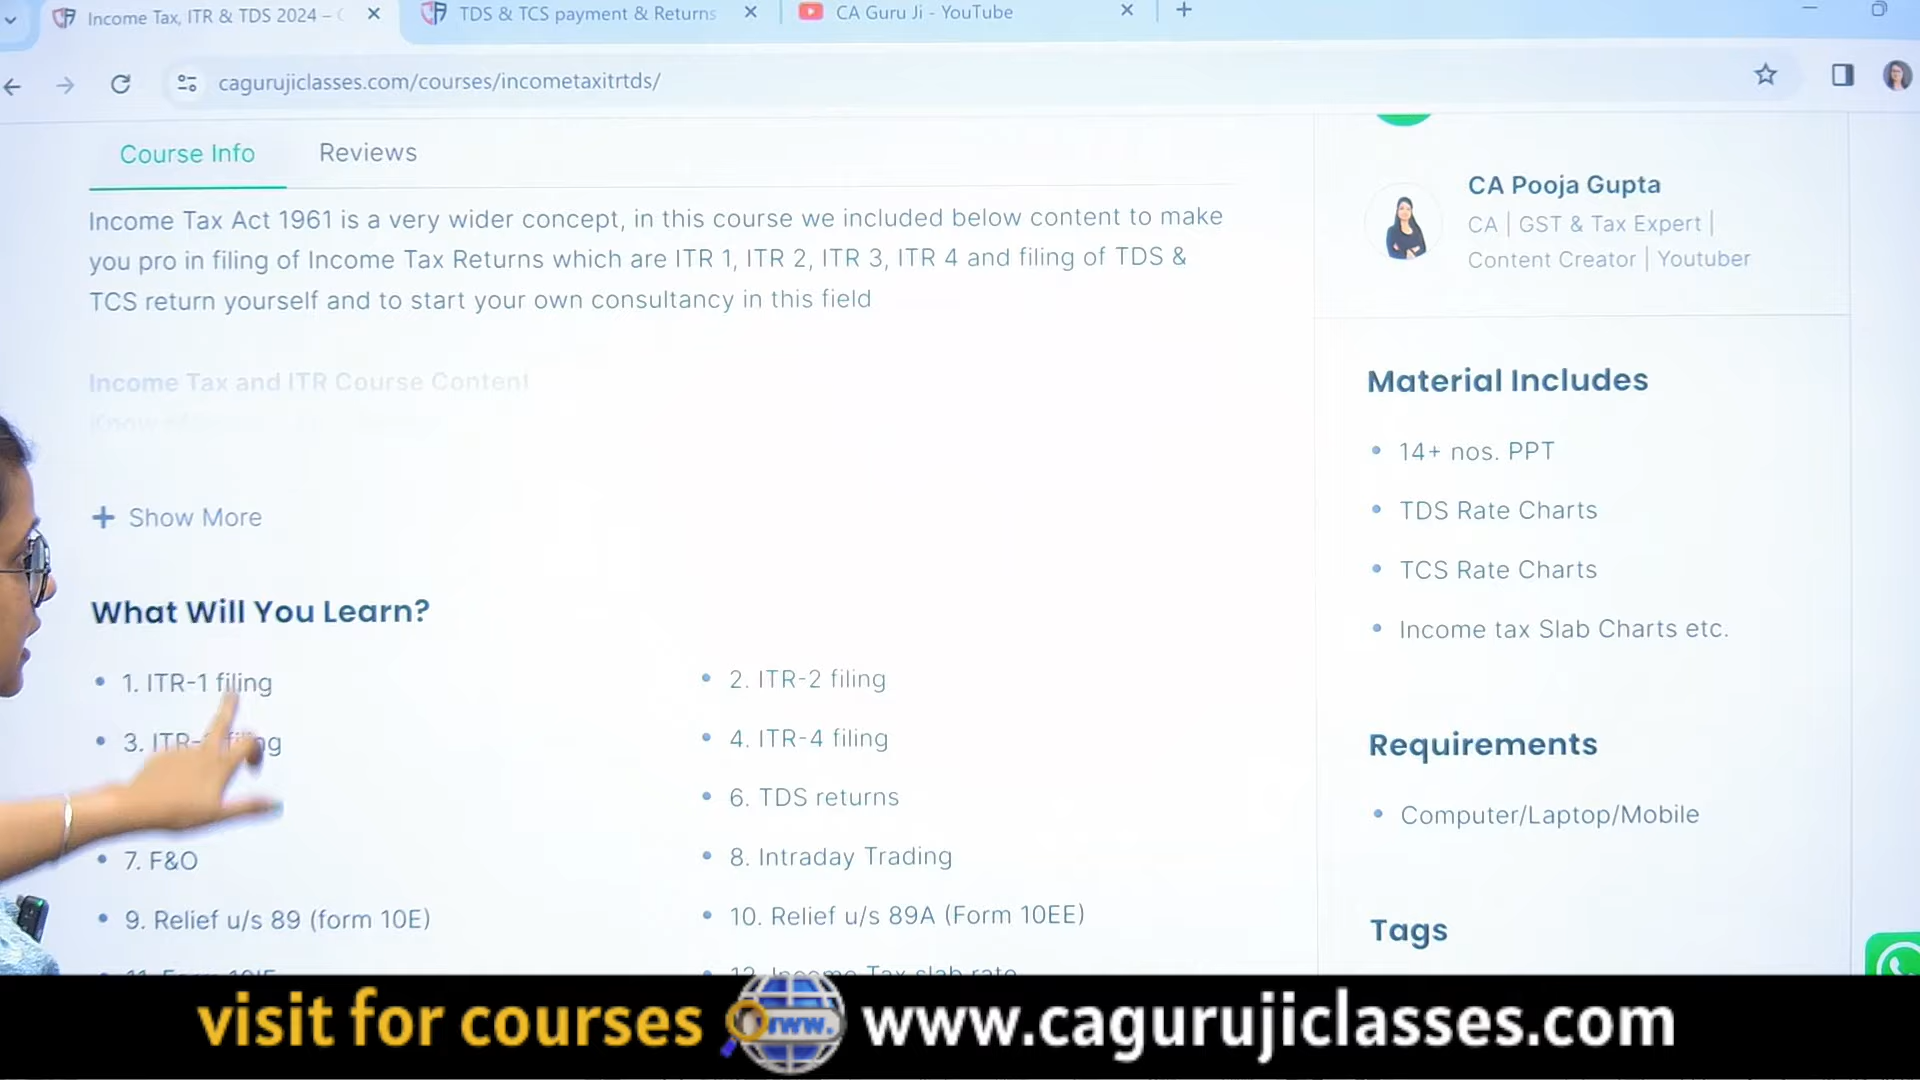 Income Tax, ITR & TDS 2024 –
TDS & TCS payment & Returns
CA Guru Ji - YouTube
cagurujiclasses.com/courses/incometaxitrtds/
Course Info
Reviews
Income Tax Act 1961 is a very wider concept, in this course we included below content to make
you pro in filing of Income Tax Returns which are ITR 1, ITR 2, ITR 3, ITR 4 and filing of TDS &
TCS return yourself and to start your own consultancy in this field
Income Tax and ITR Course Content
Show More
What Will You Learn?
1. ITR-1 filing
2. ITR-2 filing
3. ITR-
4. ITR-4 filing
6. TDS returns
7. F&O
8. Intraday Trading
9. Relief u/s 89 (form 10E)
10. Relief u/s 89A (Form 10EE)
12. Income Tax slab rate
CA Pooja Gupta
CA | GST & Tax Expert |
Content Creator | Youtuber
Material Includes
14+ nos. PPT
TDS Rate Charts
TCS Rate Charts
Income tax Slab Charts etc.
Requirements
Computer/Laptop/Mobile
Tags
visit for courses www. www.cagurujiclasses.com